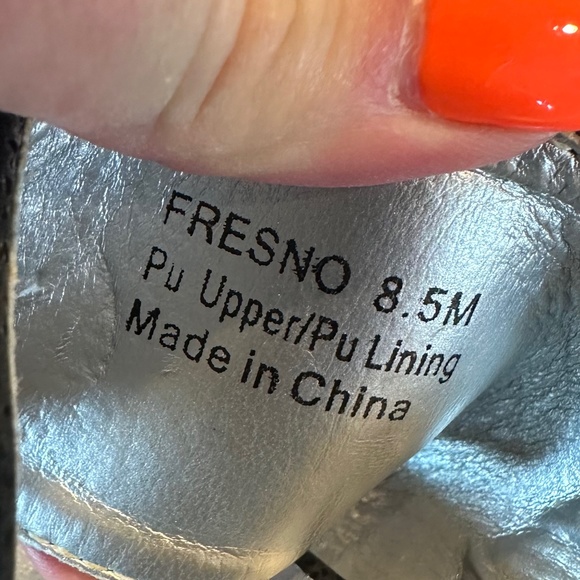 FRESNO 8.5M
Pu Upper/Pu Lining
Made in China